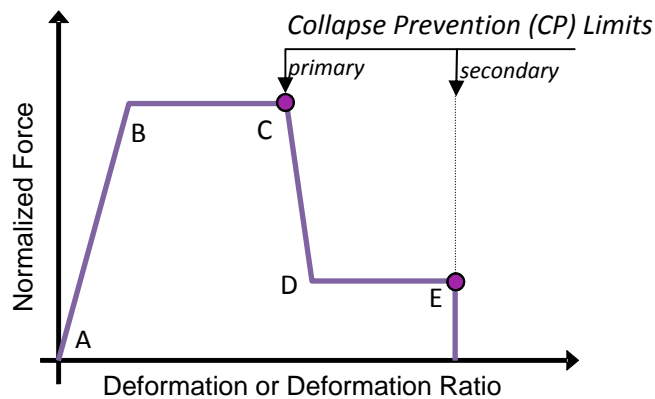 Collapse Prevention (CP) Limits
primary
secondary
B
C
D
E
A
Normalized Force
Deformation or Deformation Ratio